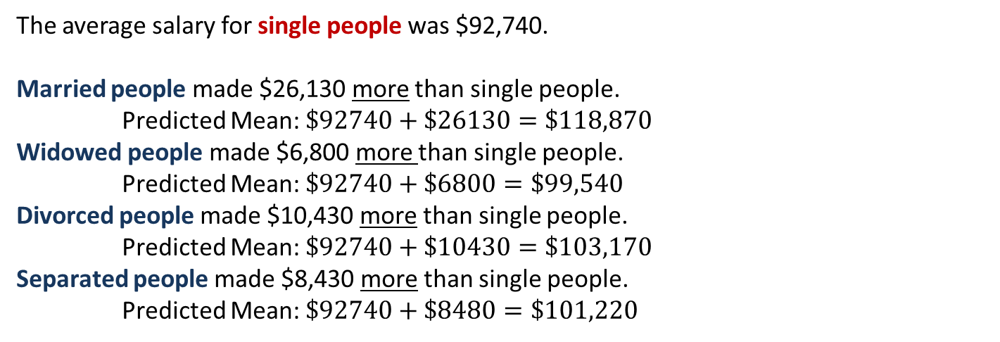 The average salary for single people was $92,740.
Married people made $26,130 more than single people.
Predicted Mean: $92740 + $26130 = $118,870
Widowed people made $6,800 more than single people.
Predicted Mean: $92740 + $6800 = $99,540
Divorced people made $10,430 more than single people.
Predicted Mean: $92740 + $10430 = $103,170
Separated people made $8,430 more than single people.
Predicted Mean: $92740 + $8480 = $101,220